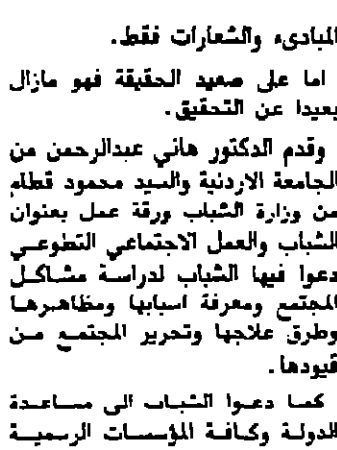 المبادىء والشعارات فقط.
اما على صعيد الحقيقة فهو مازال
بعيدا عن التحقيق.
وقدم الدكتور هاني عبدالرحمن من
الجامعة الاردنية والسيد محمود قطام
من وزارة الشباب ورقة عمل بعنوان
الشباب والعمل الاجتماعي التطوعي
دعوا فيها الشباب لدراسة مشاكل
المجتمع ومعرفة اسبابها ومظاهرها
وطرق علاجها وتحرير المجتمع من
قيودها.
كما دعوا الشباب الى مساعدة
الدولة وكافة المؤسسات الرسمية